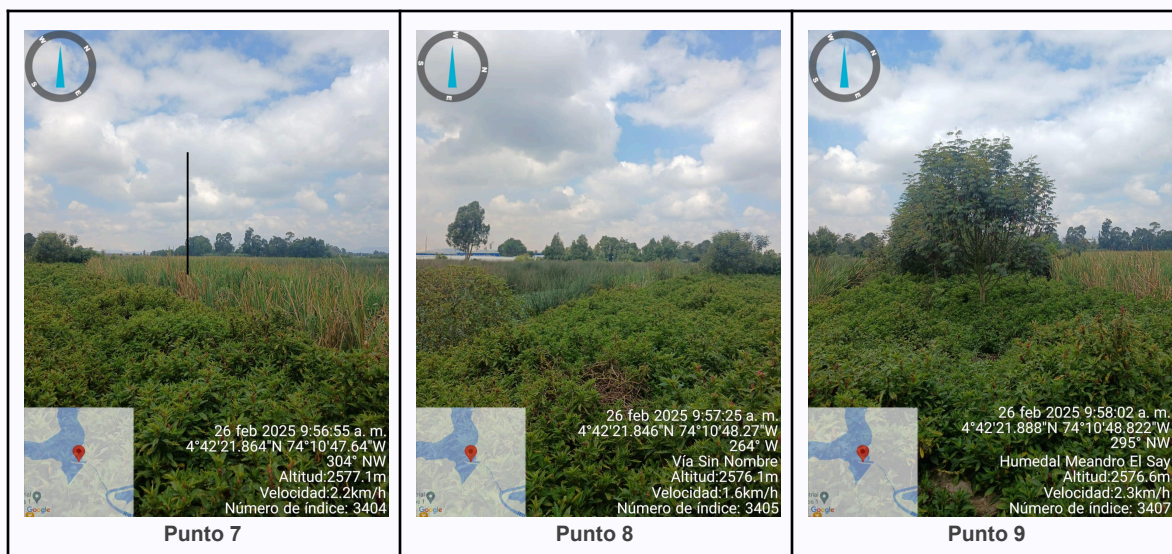 26 feb 2025 9:56:55 a. m.
4°42'21.864"N 74°10'47.64"W
304° NW
Altitud:2577.1m
Velocidad:2.2km/h
Número de índice: 3404
Google
Punto 7
26 feb 2025 9:57:25 a. m.
4°42'21.846"N 74°10'48.27"W
264° W
Vía Sin Nombre
Altitud:2576.1m
Velocidad:1.6km/h
Número de índice: 3405
Google
Punto 8
26 feb 2025 9:58:02 a. m.
4°42'21.888"N 74°10'48.822"W
295° NW
Humedal Meandro El Say
Altitud:2576.6m
Velocidad:2.3km/h
Número de índice: 3407
Google
Punto 9